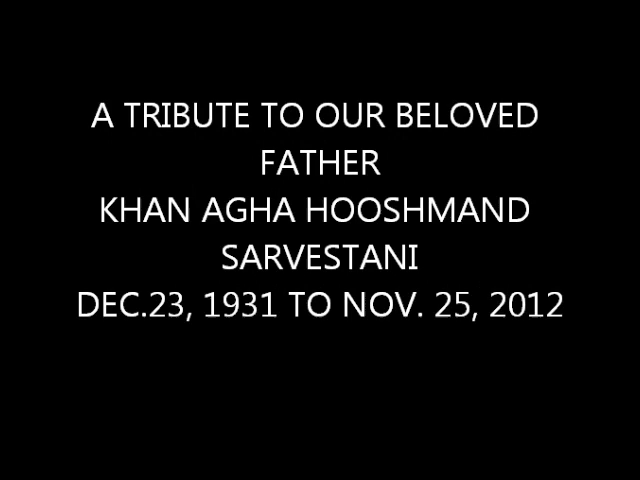 A TRIBUTE TO OUR BELOVED
FATHER
KHAN AGHA HOOSHMAND
SARVESTANI
DEC.23, 1931 TO NOV. 25, 2012